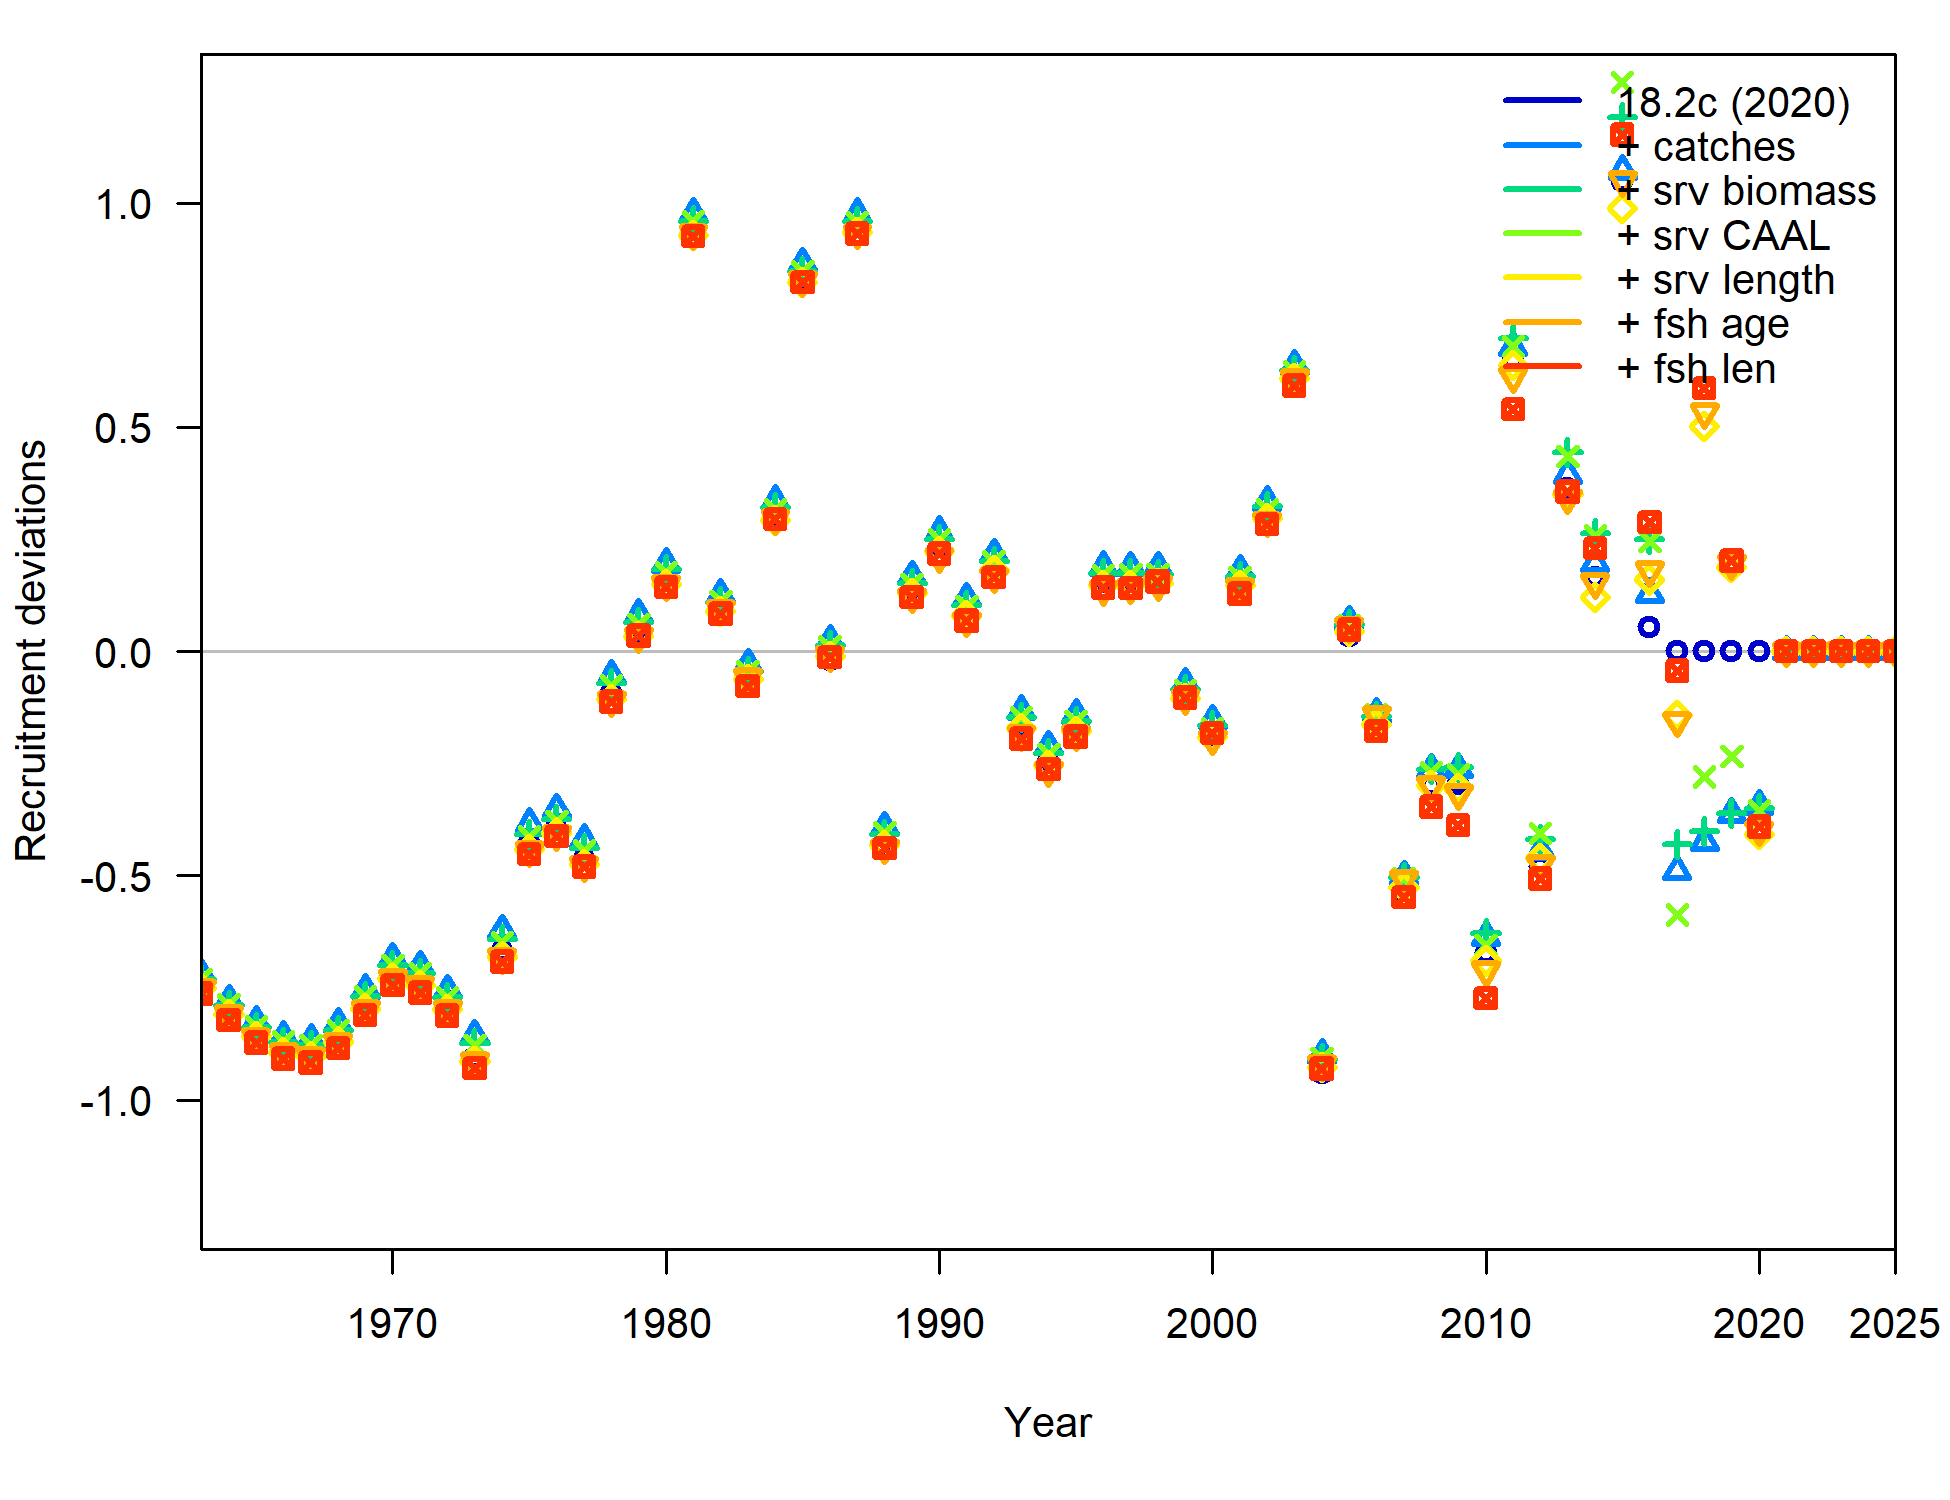 18.2c (2020)
+ catches
+ srv biomass
+ srv CAAL
+ srv length
+ fsh age
+ fsh len
1.0
0.5
0.0
-0.5
-1.0
Recruitment deviations
1970
1980
1990
2000
2010
2020
2025
Year